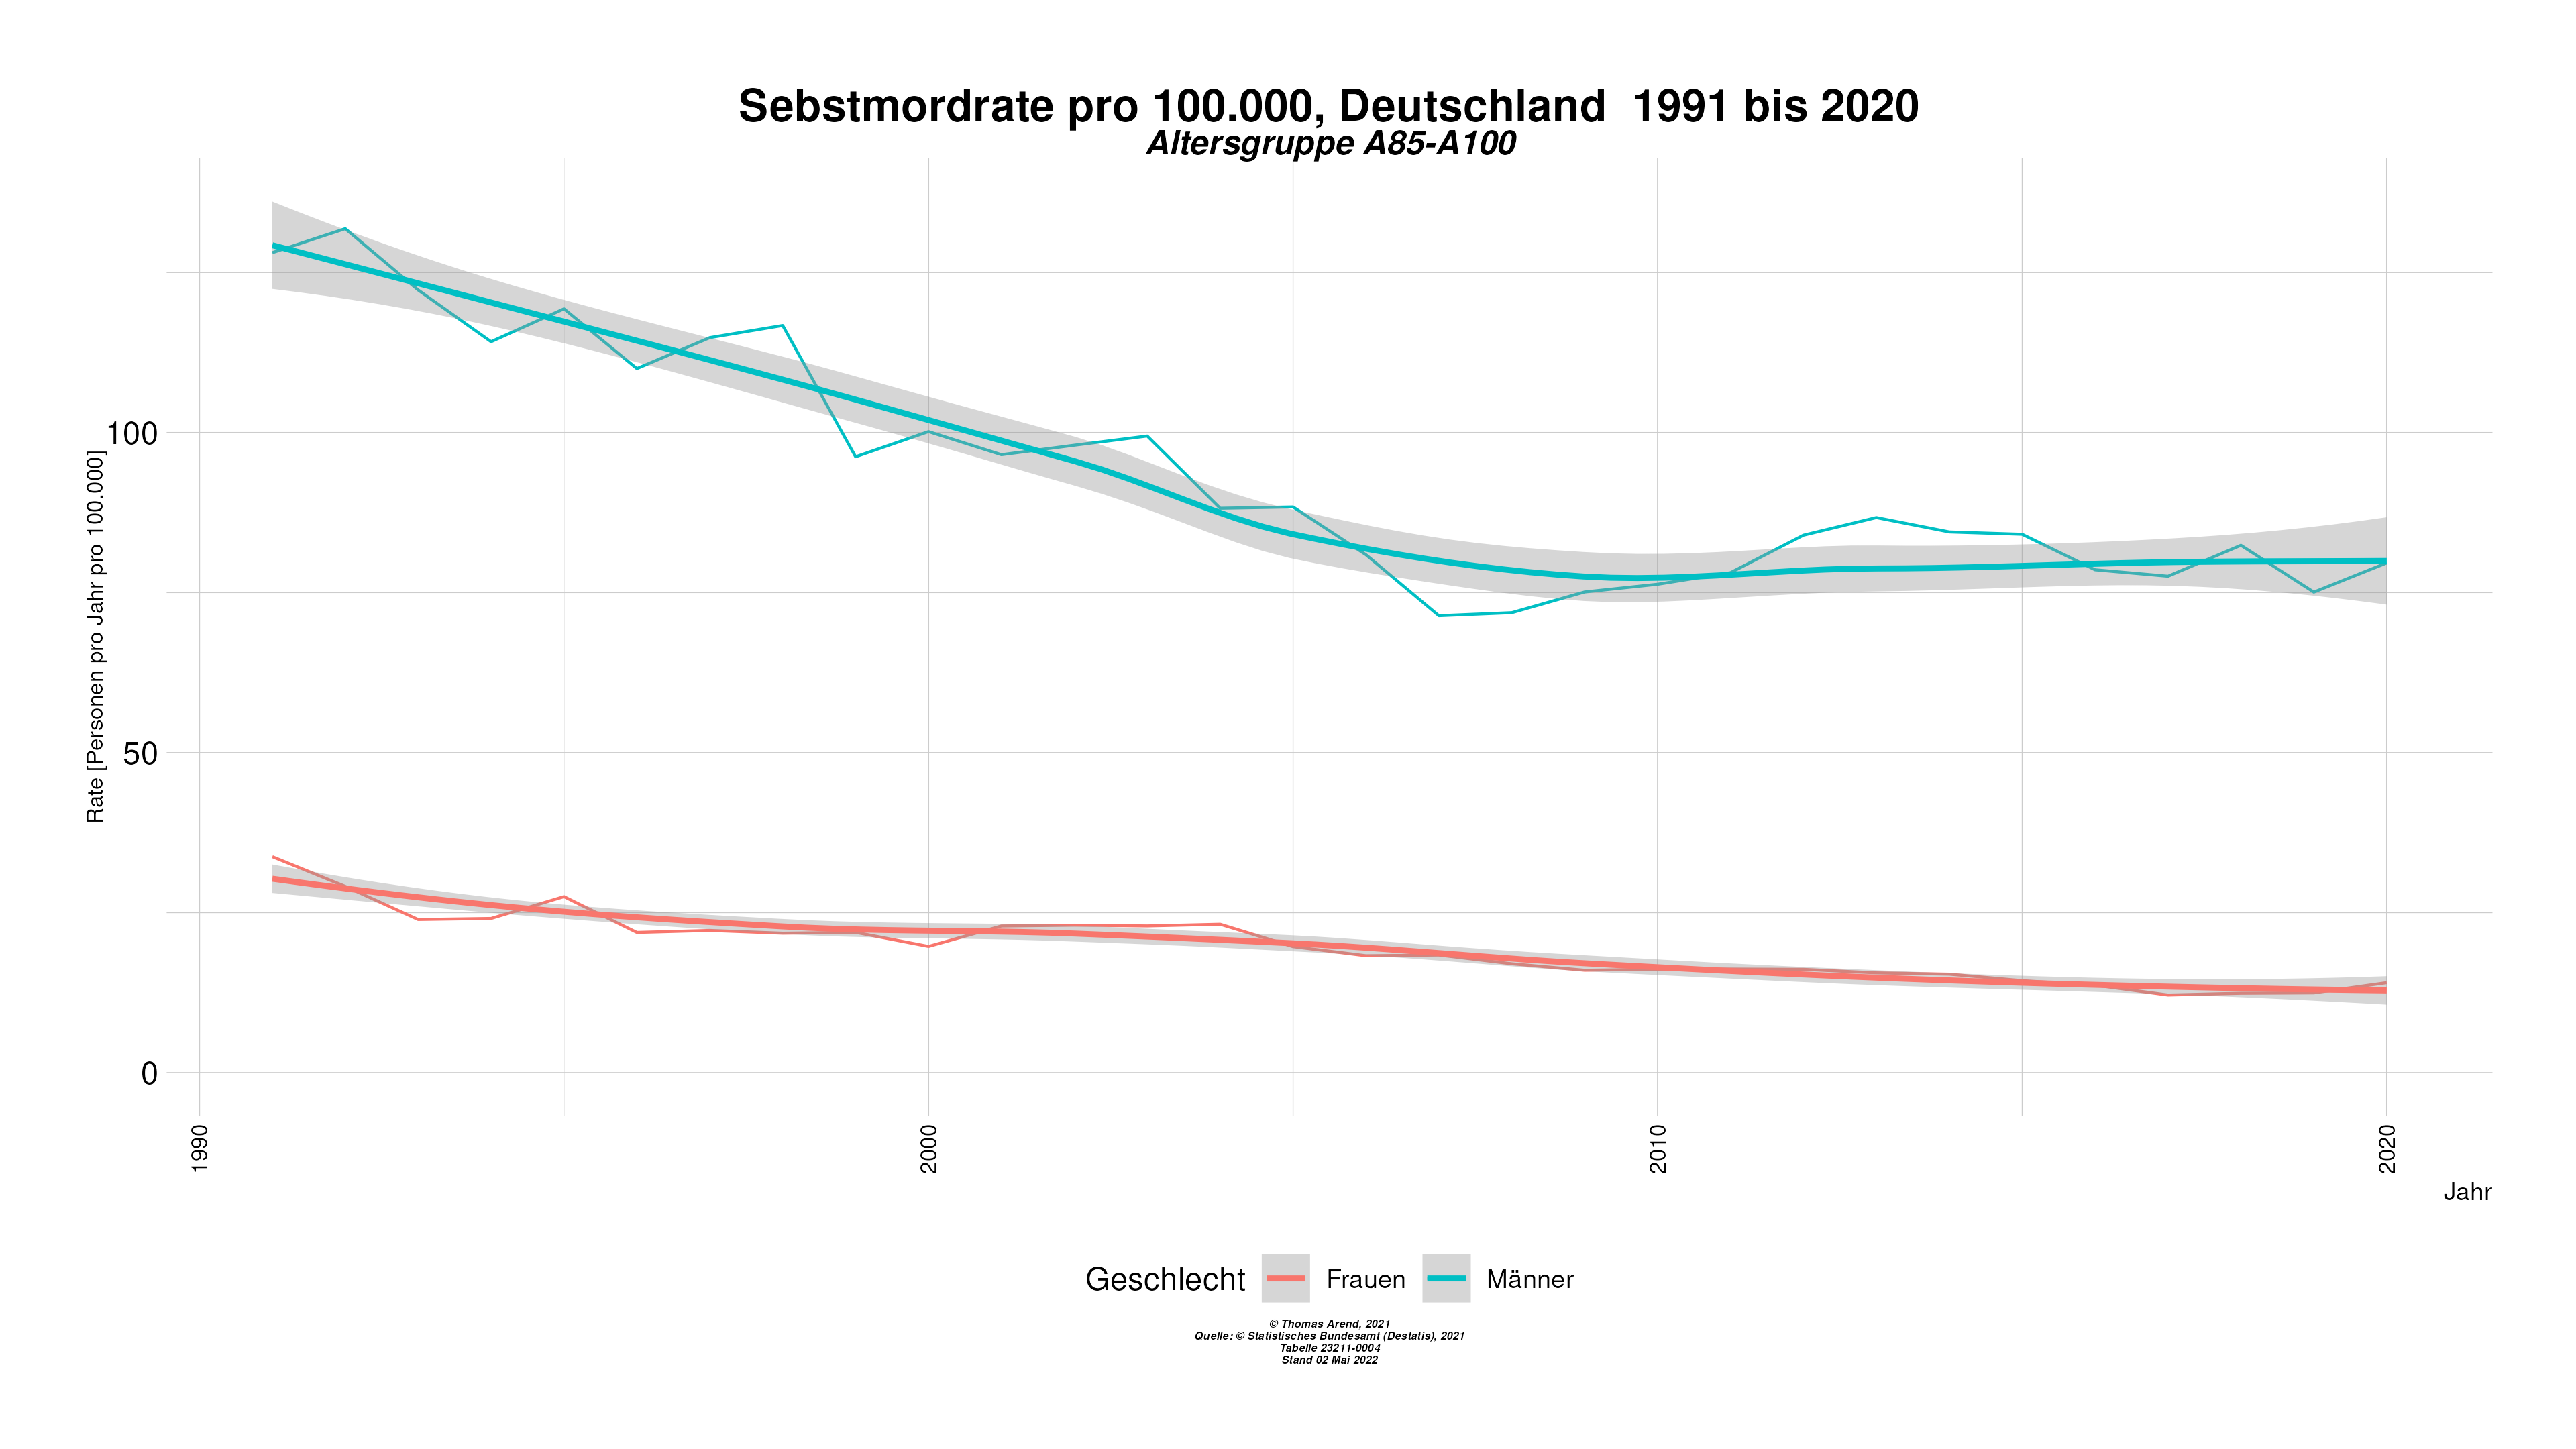 Sebstmordrate pro 100.000, Deutschland  1991 bis 2020
Altersgruppe A85-A100
Rate [Personen pro Jahr pro 100.000]
100
50
0
1990
2000
2010
2020
Jahr
Geschlecht Frauen Männer
© Thomas Arend, 2021
Quelle: © Statistisches Bundesamt (Destatis), 2021
Tabelle 23211-0004
Stand 02 Mai 2022